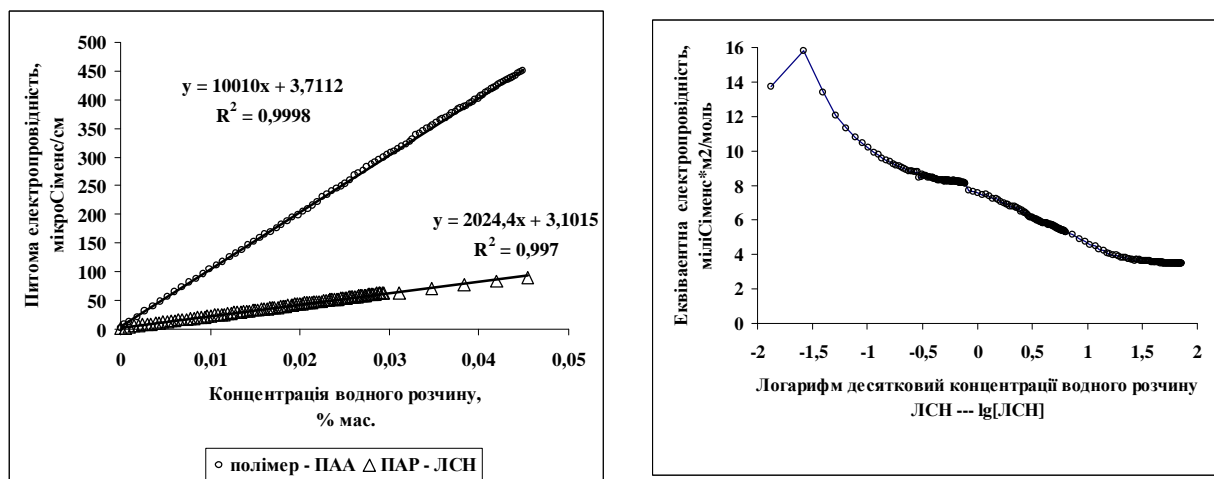 Питома електропровідність,
мікроСіменс/см
500
450
400
350
300
250
200
150
100
50
0
y = 10010x + 3,7112
R² = 0,9998
y = 2024,4x + 3,1015
R² = 0,997
0 0,01 0,02 0,03 0,04 0,05
Концентрація водного розчину,
% мас.
полімер - ПАА ПАР - ЛСН
Еквіваентна електропровідність,
міліСіменс*м2/моль
16
14
12
10
8
6
4
2
0
-2 -1,5 -1 -0,5 0 0,5 1 1,5 2
Логарифм десятковий концентрації водного розчину
ЛСН --- lg[ЛСН]